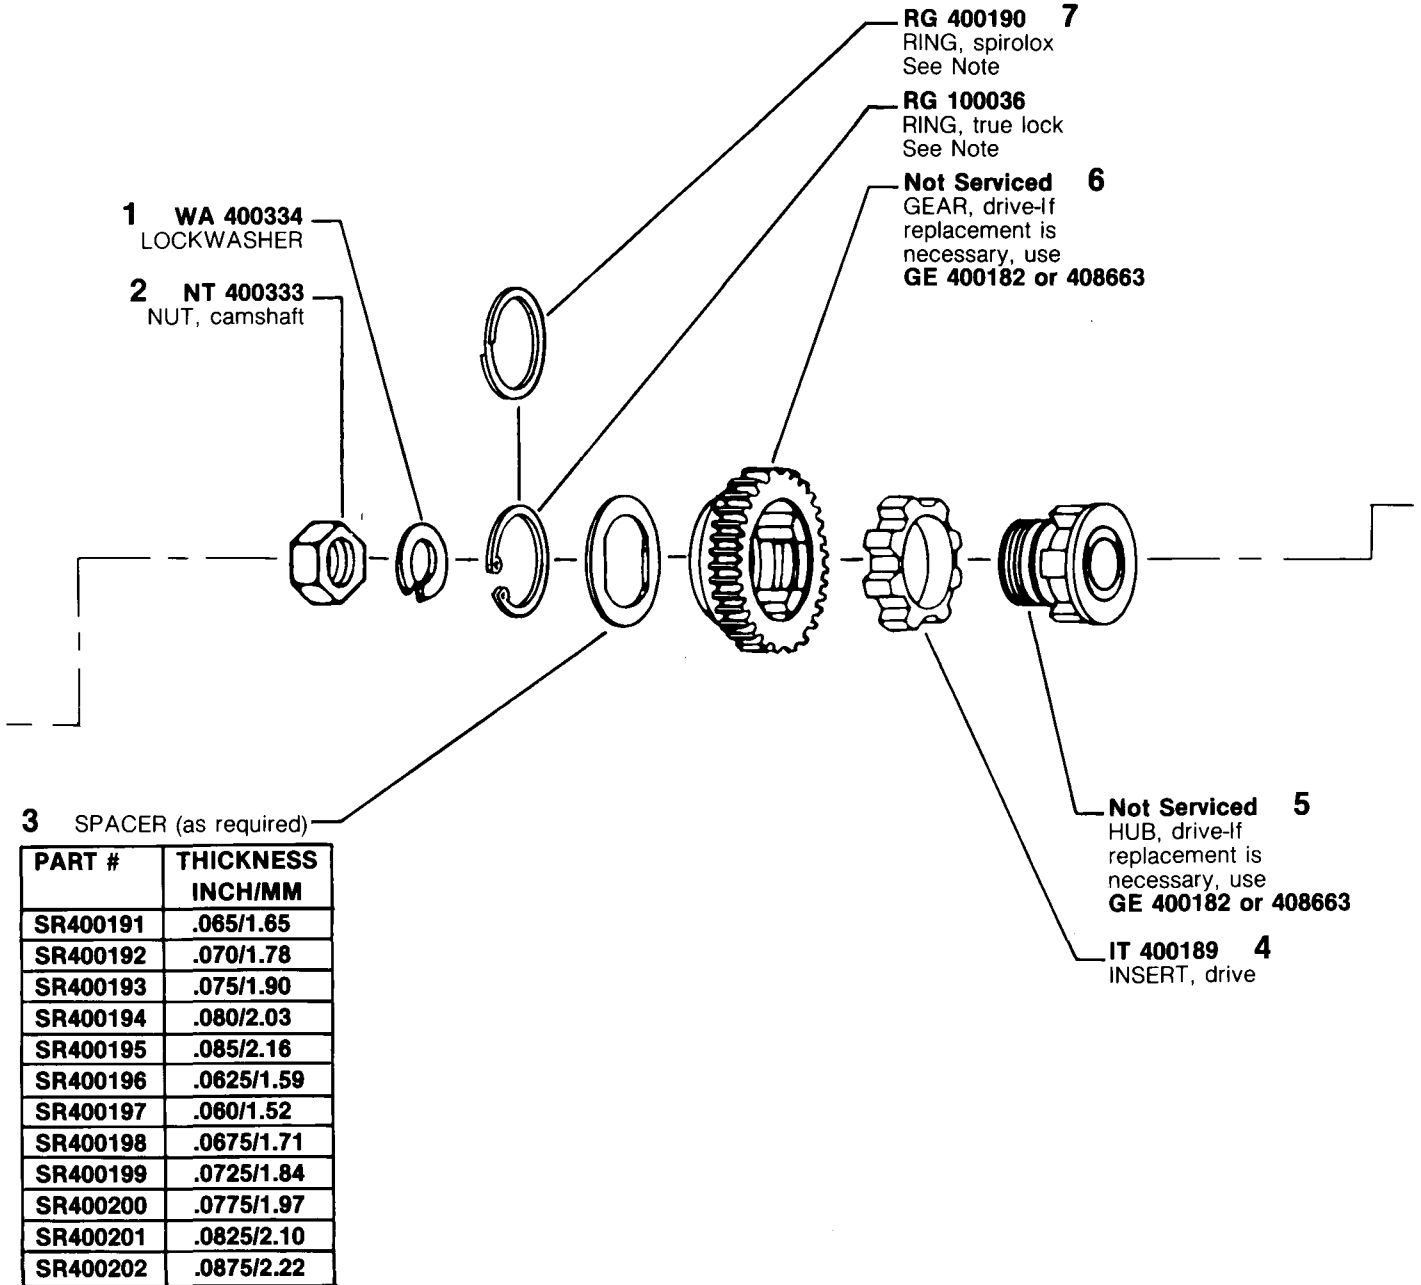 RG 400190 7
RING, spirolox
See Note
RG 100036
RING, true lock
See Note
Not Serviced 6
GEAR, drive-If
replacement is
necessary, use
GE 400182 or 408663
1 WA 400334
LOCKWASHER
2 NT 400333
NUT, camshaft
3 SPACER (as required)
PART # THICKNESS
INCH/MM
SR400191 .065/1.65
SR400192 .070/1.78
SR400193 .075/1.90
SR400194 .080/2.03
SR400195 .085/2.16
SR400196 .0625/1.59
SR400197 .060/1.52
SR400198 .0675/1.71
SR400199 .0725/1.84
SR400200 .0775/1.97
SR400201 .0825/2.10
SR400202 .0875/2.22
Not Serviced 5
HUB, drive-If
replacement is
necessary, use
GE 400182 or 408663
IT 400189 4
INSERT, drive